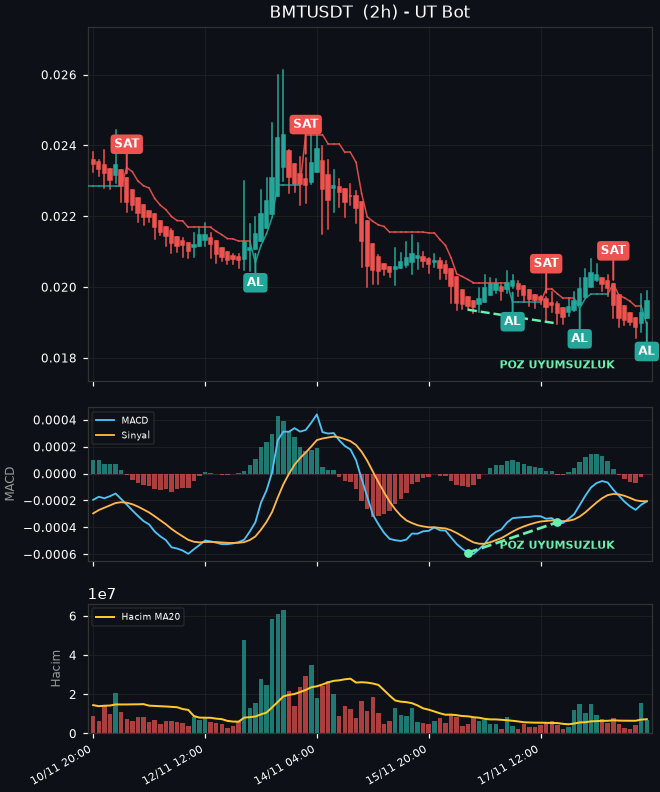 BMTUSDT (2h) - UT Bot
0.026
0.024
0.022
0.020
0.018
SAT
SAT
SAT
SAT
AL
AL
AL
AL
POZ UYUMSUZLUK
MACD
0.0004
0.0002
0.0000
−0.0002
−0.0004
−0.0006
MACD
Sinyal
POZ UYUMSUZLUK
1e7
Hacim
6
4
2
0
Hacim MA20
10/11 20:00
12/11 12:00
14/11 04:00
15/11 20:00
17/11 12:00